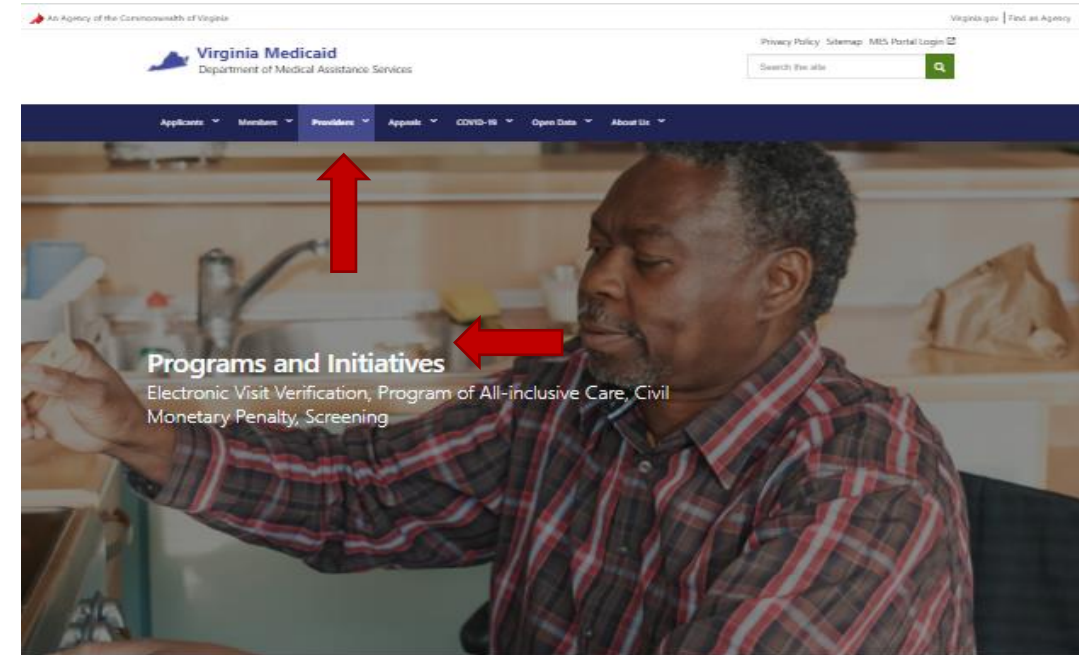 An Agency of the Commonwealth of Virginia
Virginia.gov | Find an Agency
Privacy Policy Sitemap MES Portal Login
Virginia Medicaid
Department of Medical Assistance Services
Search the site
Applicants Members Providers Appeals COVID-19 Open Data About Us
Programs and Initiatives
Electronic Visit Verification, Program of All-inclusive Care, Civil
Monetary Penalty, Screening